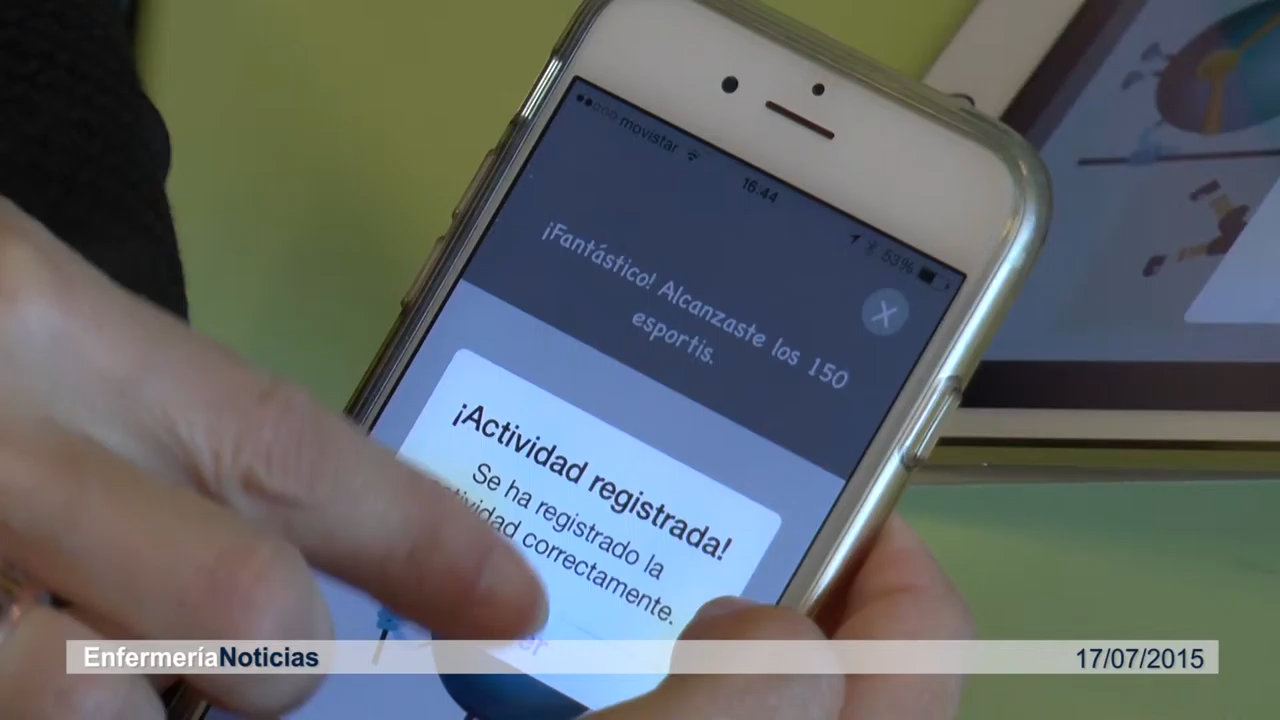 movistar
16:44
53%
¡Fantástico! Alcanzaste los 150
esportis.
¡Actividad registrada!
Se ha registrado la
actividad correctamente.
EnfermeríaNoticias
17/07/2015